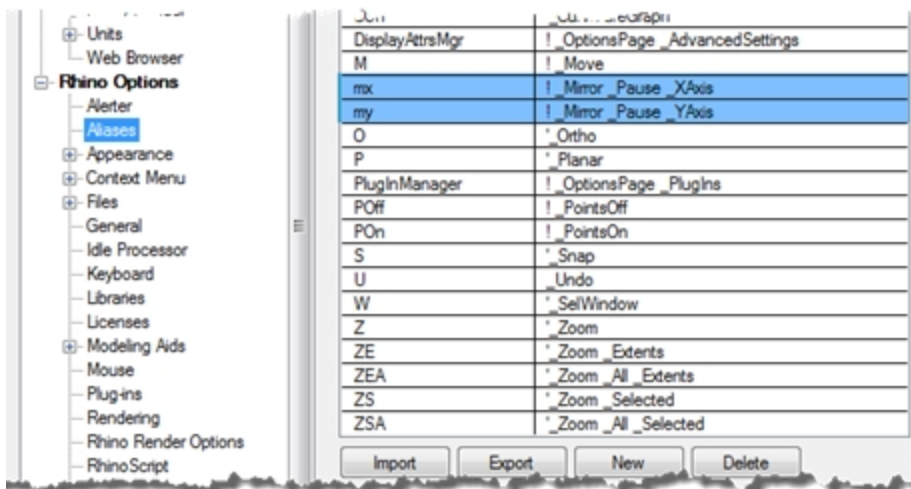 Units
Web Browser
Rhino Options
Alerter
Aliases
Appearance
Context Menu
Files
General
Idle Processor
Keyboard
Libraries
Licenses
Modeling Aids
Mouse
Plug-ins
Rendering
Rhino Render Options
RhinoScript
DisplayAttrsMgr ! _OptionsPage _AdvancedSettings
M ! _Move
mx ! _Mirror _Pause _XAxis
my ! _Mirror _Pause _YAxis
O '_Ortho
P '_Planar
PlugInManager ! _OptionsPage _PlugIns
POff ! _PointsOff
POn ! _PointsOn
S '_Snap
U _Undo
W '_SelWindow
Z '_Zoom
ZE '_Zoom _Extents
ZEA '_Zoom _All _Extents
ZS '_Zoom _Selected
ZSA '_Zoom _All _Selected
Import Export New Delete